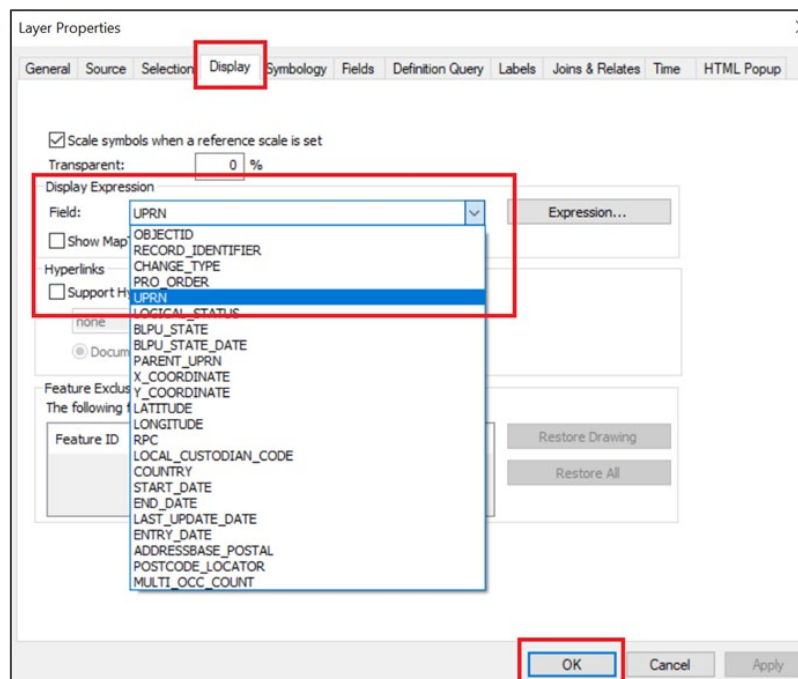 Layer Properties
General Source Selection Display Symbology Fields Definition Query Labels Joins & Relates Time HTML Popup
Scale symbols when a reference scale is set
Transparent: 0 %
Display Expression
Field: UPRN Expression...
OBJECTID
Show Map
RECORD_IDENTIFIER
CHANGE_TYPE
Hyperlinks
PRO_ORDER
Support Hy
UPRN
LOGICAL_STATUS
none
BLPU_STATE
BLPU_STATE_DATE
Docum
PARENT_UPRN
X_COORDINATE
Feature Exclus
Y_COORDINATE
The following f
LATITUDE
LONGITUDE
Feature ID Restore Drawing
RPC
LOCAL_CUSTODIAN_CODE
COUNTRY
Restore All
START_DATE
END_DATE
LAST_UPDATE_DATE
ENTRY_DATE
ADDRESSBASE_POSTAL
POSTCODE_LOCATOR
MULTI_OCC_COUNT
OK Cancel Apply